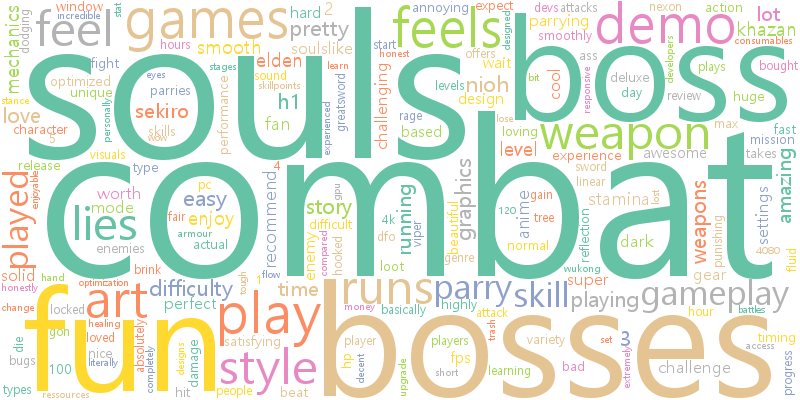 souls
combat
boss
bosses
fun
games
demo
feels
feel
weapon
lies
played
art
play
style
runs
parry
skill
gameplay
mechanics
window
smooth
optimized
unique
fight
love
sekiro
character
skills
visuals
release
pretty
hard
soulslike
elden
performance
parries
h1
fan
sound
stages
eyes
wow
personally
dodging
incredible
stat
annoying
start
2
hours
offers
learn
skillpoints
greatsword
experienced
rage
challenging
based
levels
nioh
wait
design
loving
level
expect
parrying
smoothly
devs
nexon
action
designed
responsive
bit
attacks
ass
cool
deluxe
day
plays
review
huge
lot
khazan
bought
consumables
developers
max
mission
takes
fast
amazing
awesome
experience
sword
linear
lost
gain
tree
120
anime
normal
stamina
weapons
gear
punishing
settings
reflection
wukong
4080
fluid
dark
super
enemy
story
running
graphics
beautiful
genre
4k
dfo
viper
loot
hooked
compared
difficult
gpu
recommend
4
flow
easy
enjoy
pc
fair
armour
actual
type
worth
mode
enemies
solid
enjoyable
honestly
hand
optimization
brink
difficulty
perfect
time
tough
1
change
locked
healing
loved
absolutely
goh
nice
die
bugs
100
literally
completely
types
ressources
designs
damage
satisfying
hit
people
beat
money
player
hp
decent
short
upgrade
basically
highly
attack
players
fps
trash
learning
variety
bad
set
extremely
3
playing
challenge
hour
battles
timing
access
progress